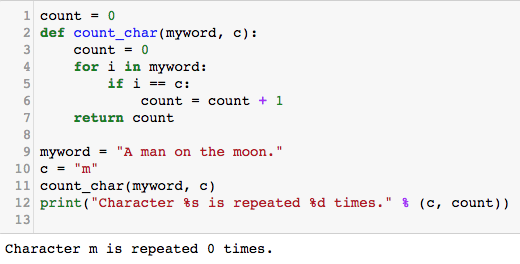 1 count = 0
2 def count_char(myword, c):
3     count = 0
4     for i in myword:
5         if i == c:
6             count = count + 1
7     return count
8
9 myword = "A man on the moon."
10 c = "m"
11 count_char(myword, c)
12 print("Character %s is repeated %d times." % (c, count))
13
Character m is repeated 0 times.